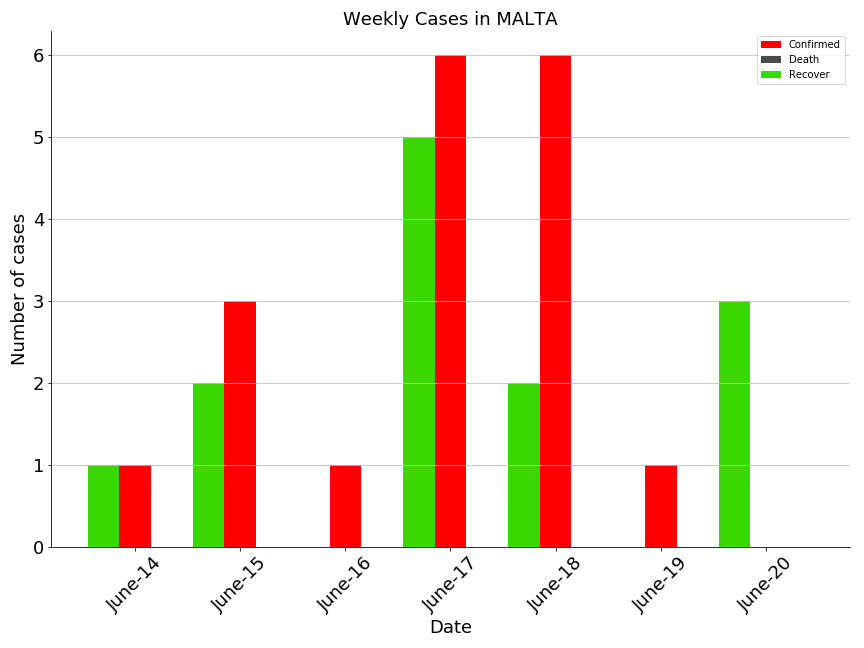 Weekly Cases in MALTA
Confirmed
Death
Recover
Number of cases
6
5
4
3
2
1
0
June-14
June-15
June-16
June-17
June-18
June-19
June-20
Date